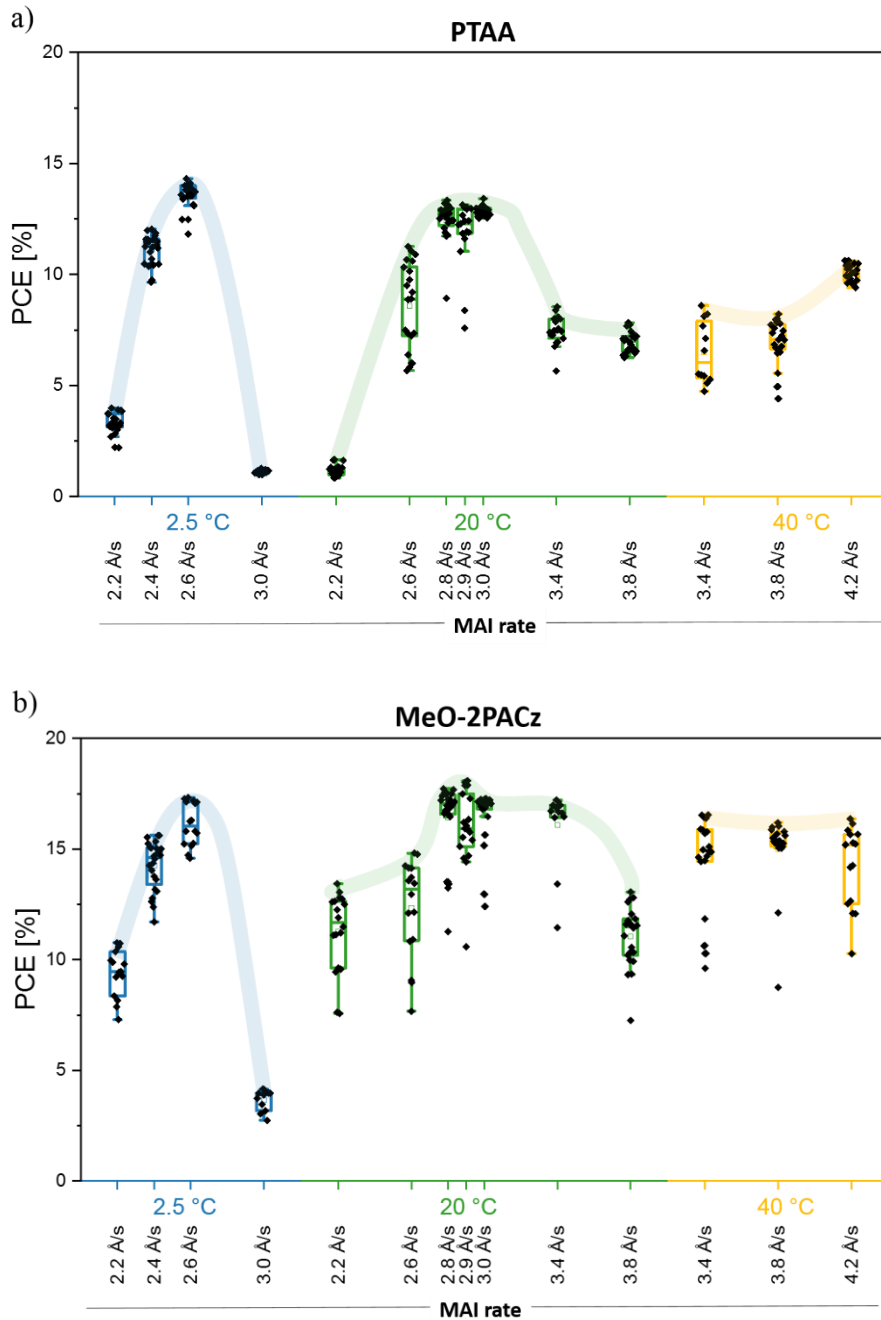 a)
PTAA
20
15
10
5
0
PCE [%]
2.5 °C
20 °C
40 °C
2.2 Å/s
2.4 Å/s
2.6 Å/s
3.0 Å/s
2.2 Å/s
2.6 Å/s
2.8 Å/s
2.9 Å/s
3.0 Å/s
3.4 Å/s
3.8 Å/s
3.4 Å/s
3.8 Å/s
4.2 Å/s
MAI rate
b)
MeO-2PACz
20
15
10
5
0
PCE [%]
2.5 °C
20 °C
40 °C
2.2 Å/s
2.4 Å/s
2.6 Å/s
3.0 Å/s
2.2 Å/s
2.6 Å/s
2.8 Å/s
2.9 Å/s
3.0 Å/s
3.4 Å/s
3.8 Å/s
3.4 Å/s
3.8 Å/s
4.2 Å/s
MAI rate